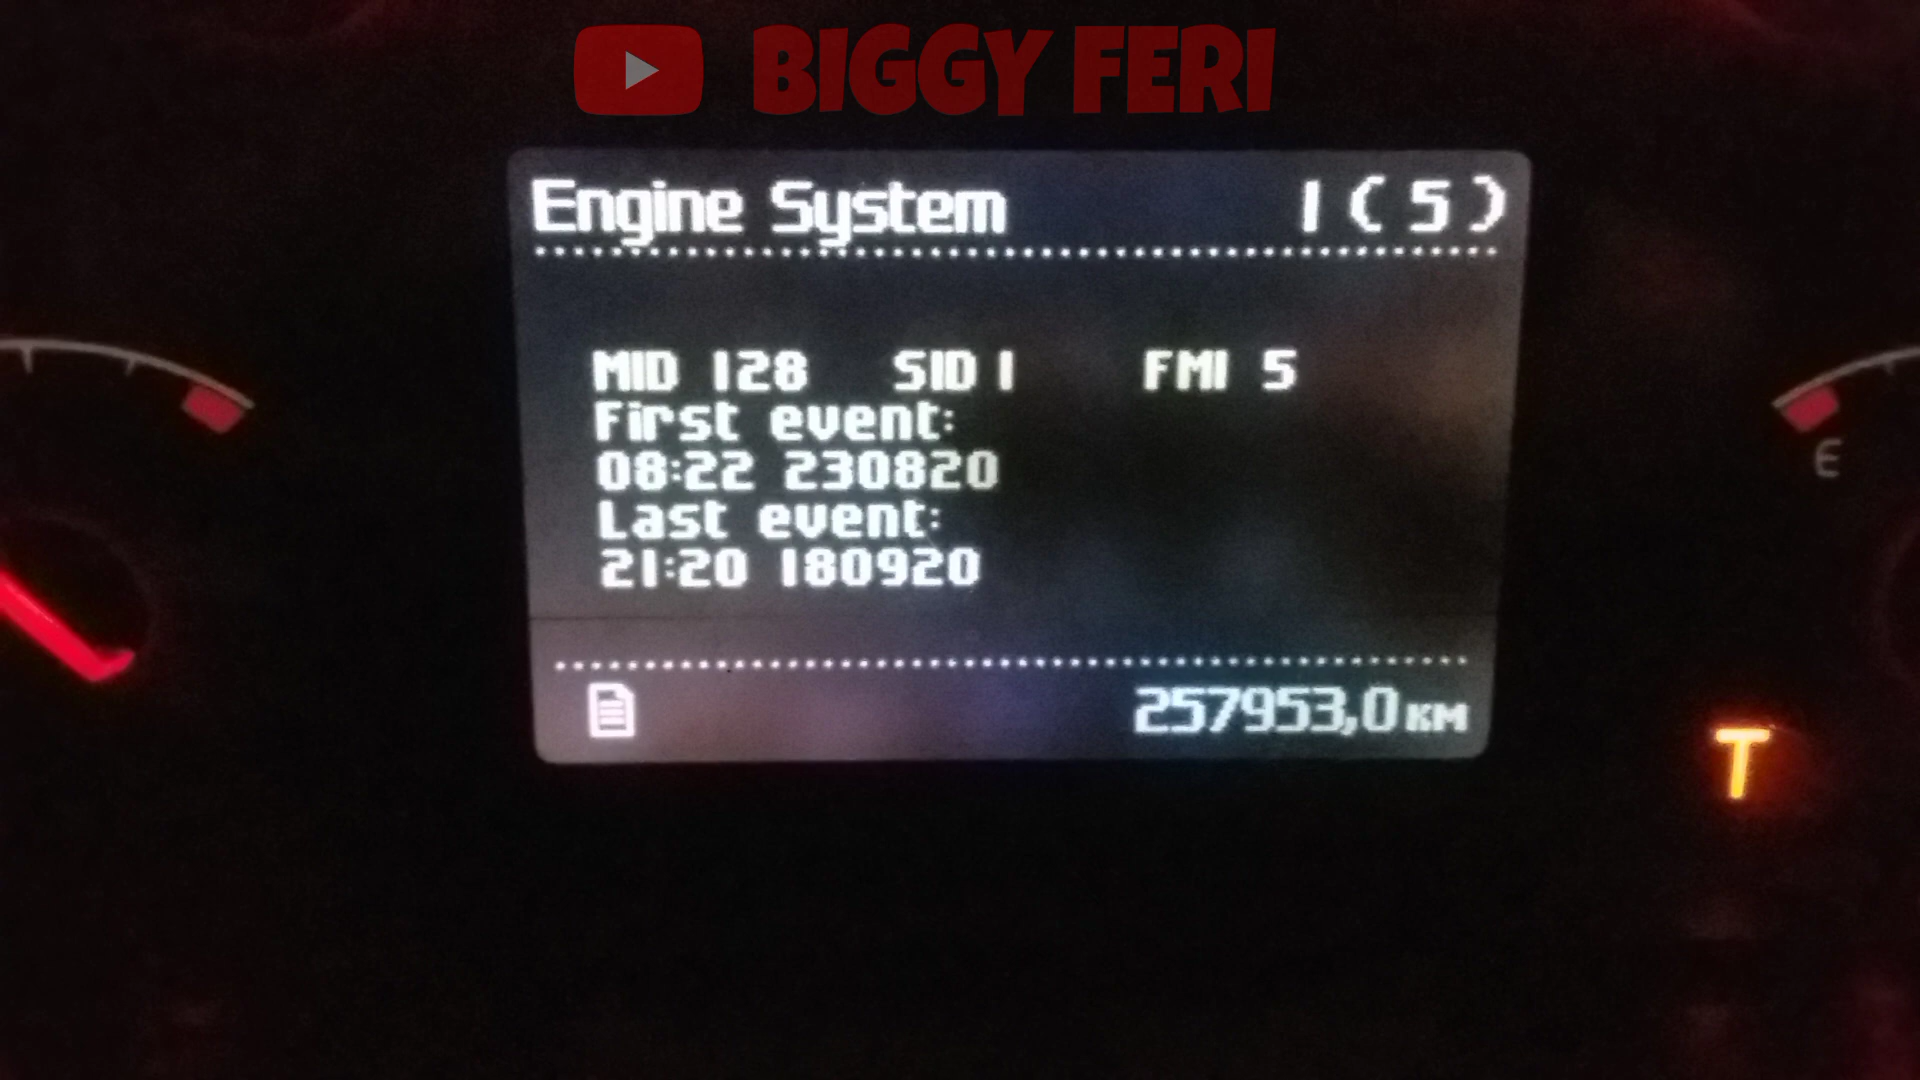 BIGGY FERI
Engine System 1 ( 5 )
MID 128 SID 1 FMI 5
First event:
08:22 230820
Last event:
21:20 180920
257953,0 KM
E
T